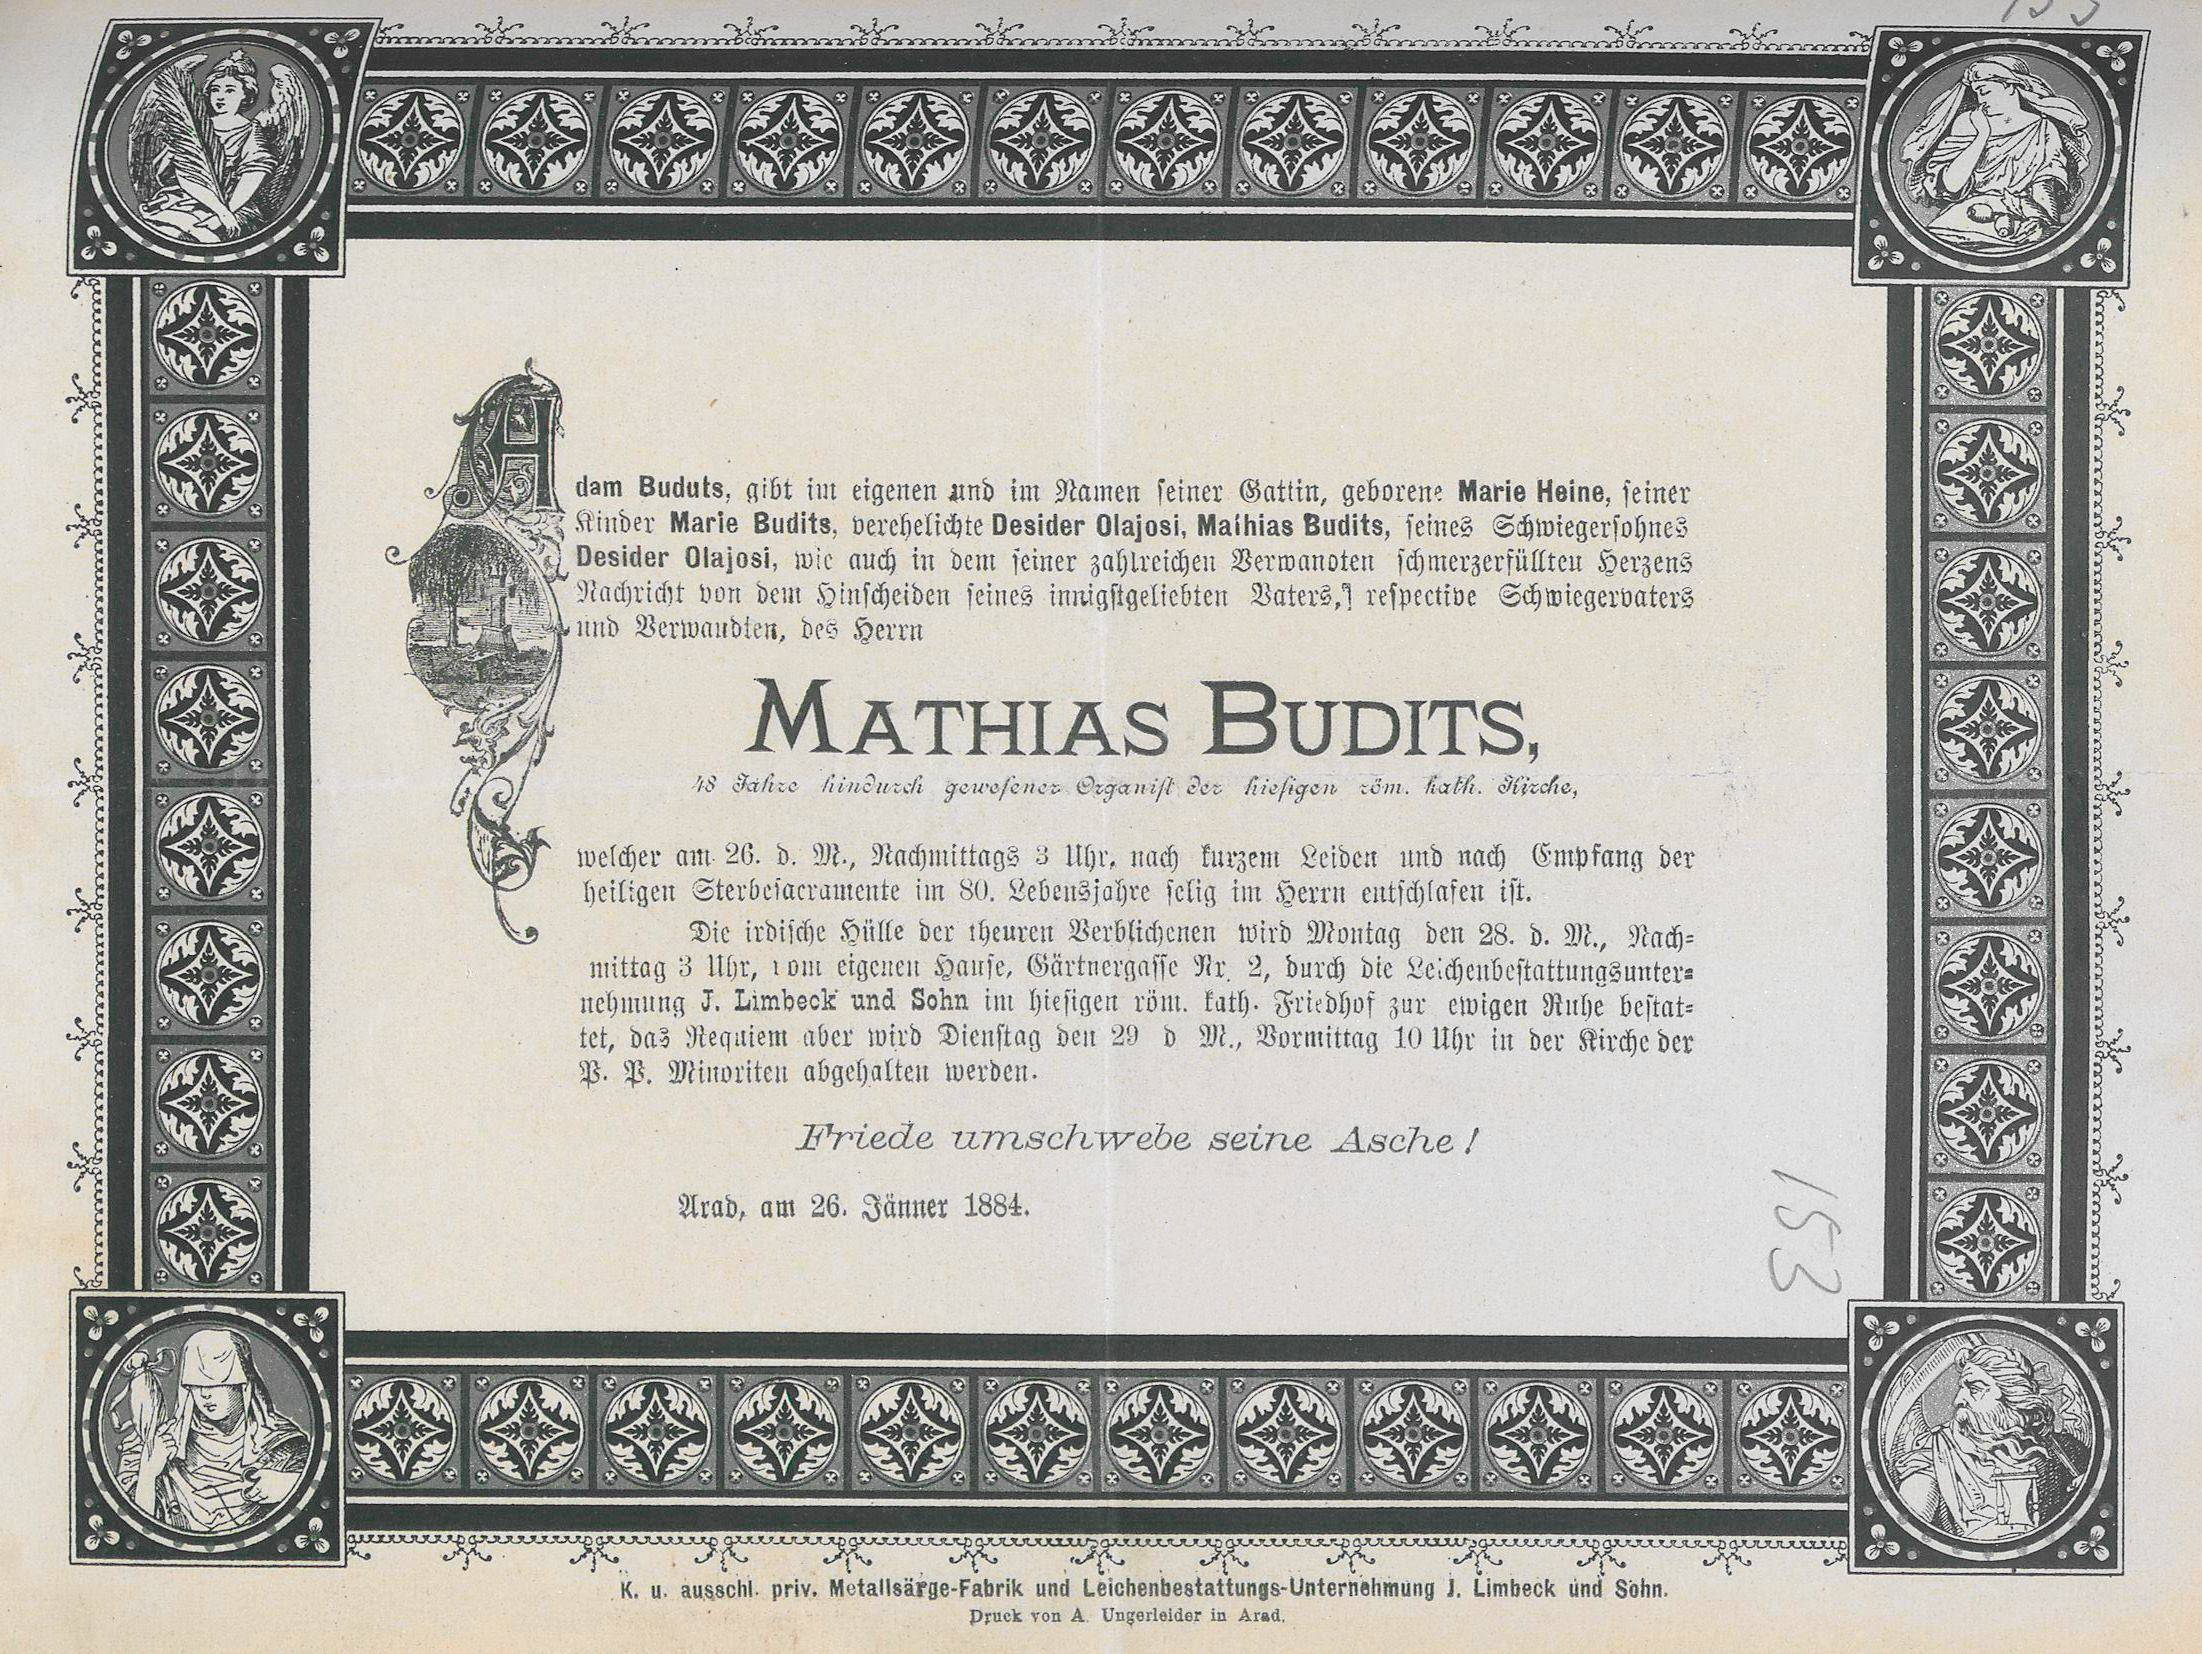 Adam Buduts, gibt im eigenen und im Namen seiner Gattin, geborene Marie Heine, seiner
Kinder Marie Budits, verehelichte Desider Olajosi, Mathias Budits, seines Schwiegersohnes
Desider Olajosi, wie auch in dem seiner zahlreichen Verwandten schmerzerfüllten Herzens
Nachricht von dem Hinscheiden seines innigstgeliebten Vaters, respective Schwiegervaters
und Verwandten, des Herrn
MATHIAS BUDITS,
48 Jahre hindurch gewesener Organist der hiesigen röm. kath. Kirche,
welcher am 26. d. M., Nachmittags 3 Uhr, nach kurzem Leiden und nach Empfang der
heiligen Sterbesacramente im 80. Lebensjahre selig im Herrn entschlafen ist.
Die irdische Hülle der theuren Verblichenen wird Montag den 28. d. M., Nach-
mittag 3 Uhr, vom eigenen Hause, Gärtnergasse Nr. 2, durch die Leichenbestattungsunter-
nehmung J. Limbeck und Sohn im hiesigen röm. kath. Friedhof zur ewigen Ruhe bestat-
tet, das Requiem aber wird Dienstag den 29 d M., Vormittag 10 Uhr in der Kirche der
P. P. Minoriten abgehalten werden.
Friede umschwebe seine Asche!
Arad, am 26. Jänner 1884.
153
K. u. ausschl. priv. Metallsärge-Fabrik und Leichenbestattungs-Unternehmung J. Limbeck und Sohn.
Druck von A. Ungerleider in Arad.